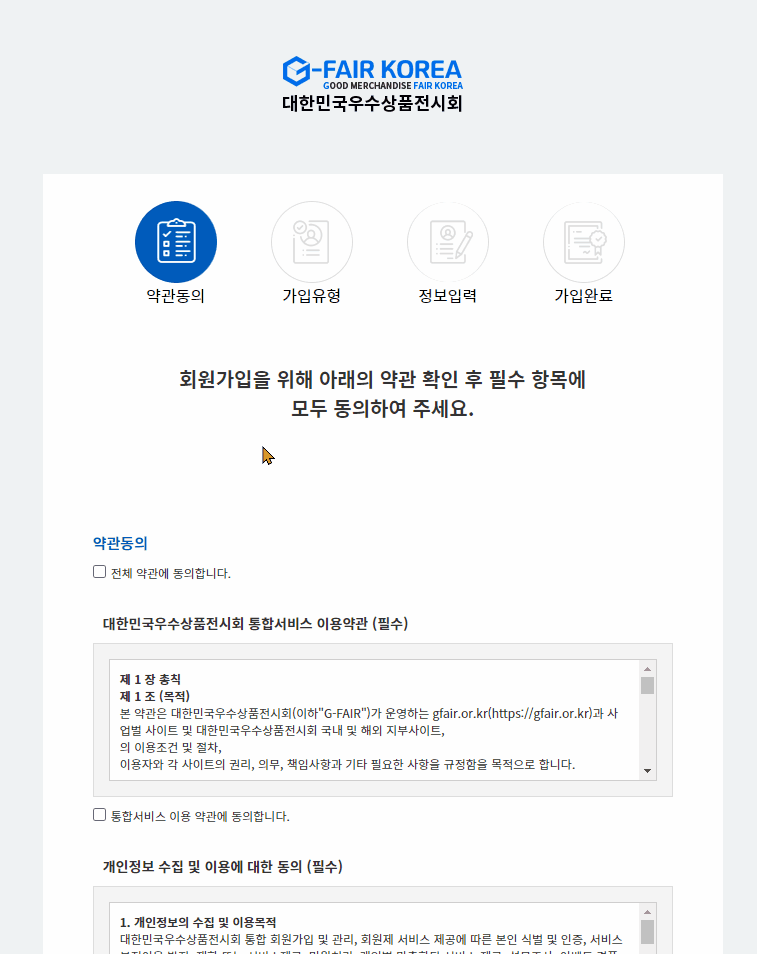 G-FAIR KOREA
GOOD MERCHANDISE FAIR KOREA
대한민국우수상품전시회
약관동의 가입유형 정보입력 가입완료
회원가입을 위해 아래의 약관 확인 후 필수 항목에
모두 동의하여 주세요.
약관동의
전체 약관에 동의합니다.
대한민국우수상품전시회 통합서비스 이용약관 (필수)
제 1 장 총칙
제 1 조 (목적)
본 약관은 대한민국우수상품전시회(이하"G-FAIR")가 운영하는 gfair.or.kr(https://gfair.or.kr)과 사
업별 사이트 및 대한민국우수상품전시회 국내 및 해외 지부사이트,
의 이용조건 및 절차,
이용자와 각 사이트의 권리, 의무, 책임사항과 기타 필요한 사항을 규정함을 목적으로 합니다.
통합서비스 이용 약관에 동의합니다.
개인정보 수집 및 이용에 대한 동의 (필수)
1. 개인정보의 수집 및 이용목적
대한민국우수상품전시회 통합 회원가입 및 관리, 회원제 서비스 제공에 따른 본인 식별 및 인증, 서비스